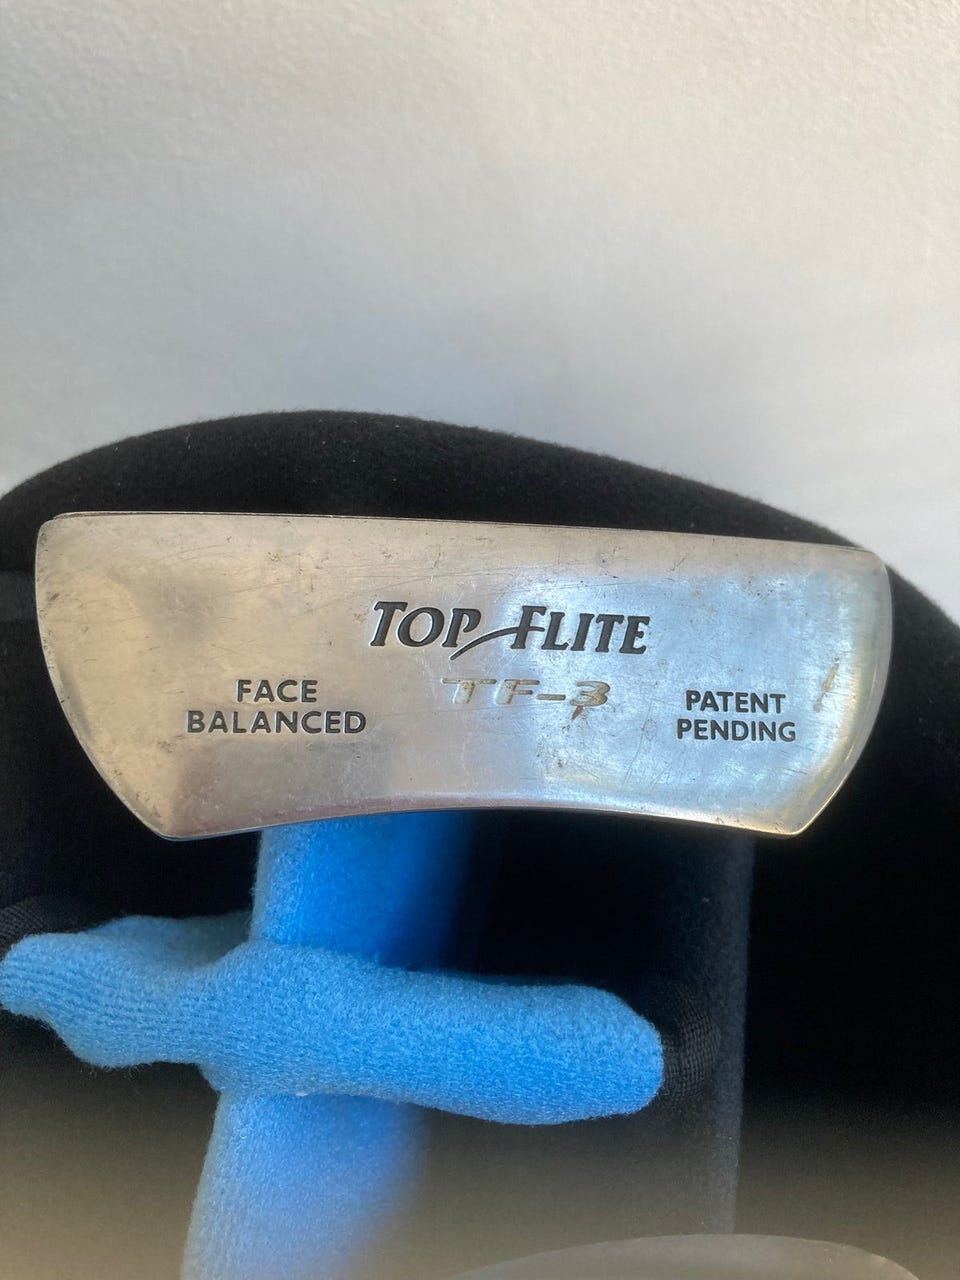 TOP FLITE
TF-3
FACE
BALANCED
PATENT
PENDING